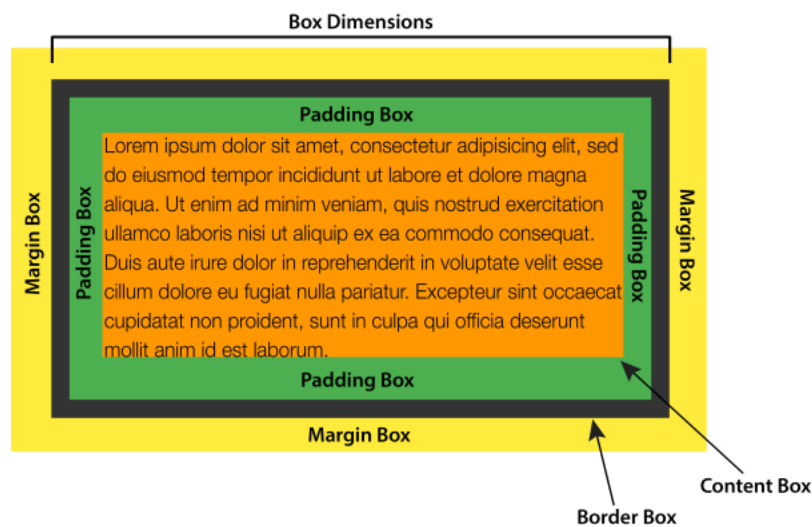 Box Dimensions
Padding Box
Lorem ipsum dolor sit amet, consectetur adipisicing elit, sed
do eiusmod tempor incididunt ut labore et dolore magna
aliqua. Ut enim ad minim veniam, quis nostrud exercitation
ullamco laboris nisi ut aliquip ex ea commodo consequat.
Duis aute irure dolor in reprehenderit in voluptate velit esse
cillum dolore eu fugiat nulla pariatur. Excepteur sint occaecat
cupidatat non proident, sunt in culpa qui officia deserunt
mollit anim id est laborum.
Margin Box
Padding Box
Padding Box
Margin Box
Padding Box
Margin Box
Content Box
Border Box